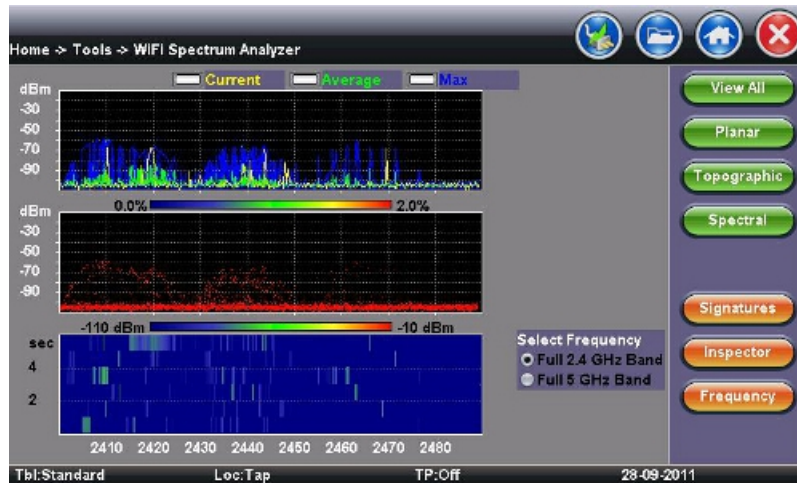 Home -> Tools -> WiFi Spectrum Analyzer
Current Average Max
dBm
-30
-50
-70
-90
0.0% 2.0%
dBm
-30
-50
-70
-90
-110 dBm -10 dBm
sec
4
2
2410 2420 2430 2440 2450 2460 2470 2480
Select Frequency
Full 2.4 GHz Band
Full 5 GHz Band
View All
Planar
Topographic
Spectral
Signatures
Inspector
Frequency
Tbl:Standard Loc:Tap TP:Off 28-09-2011